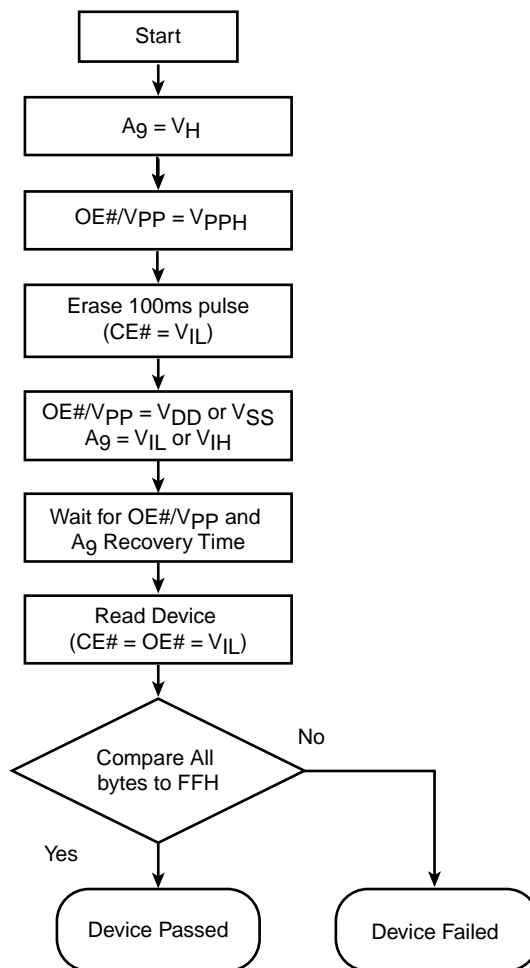 Start
A9 = VH
OE#/VPP = VPPH
Erase 100ms pulse
(CE# = VIL)
OE#/VPP = VDD or VSS
A9 = VIL or VIH
Wait for OE#/VPP and
A9 Recovery Time
Read Device
(CE# = OE# = VIL)
Compare All
bytes to FFH
No
Yes
Device Passed
Device Failed